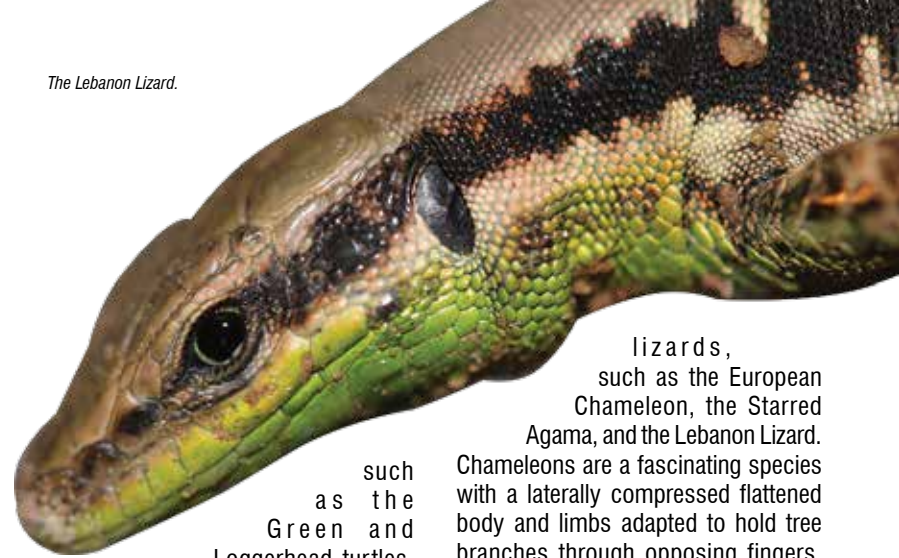 The Lebanon Lizard.
such
as the
Green and
Loggerhead turtles,
lizards,
such as the European
Chameleon, the Starred
Agama, and the Lebanon Lizard.
Chameleons are a fascinating species
with a laterally compressed flattened
body and limbs adapted to hold tree
branches through opposing fingers.